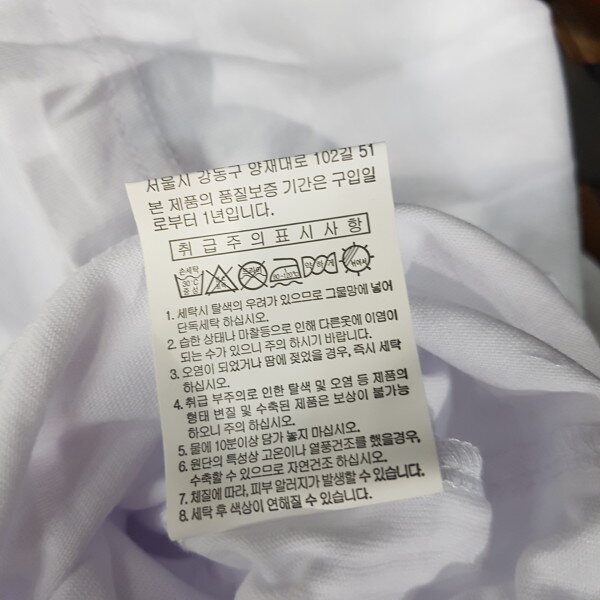 서울시 강동구 양재대로 102길 51
본 제품의 품질보증 기간은 구입일
로부터 1년입니다.
취급주의표시사항
손세탁 30℃ 중성 드라이 80~120℃ 약하게 뉘어서
1. 세탁시 탈색의 우려가 있으므로 그물망에 넣어
단독세탁 하십시오.
2. 습한 상태나 마찰등으로 인해 다른옷에 이염이
되는 수가 있으니 주의 하시기 바랍니다.
3. 오염이 되었거나 땀에 젖었을 경우, 즉시 세탁
하십시오.
4. 취급 부주의로 인한 탈색 및 오염 등 제품의
형태 변질 및 수축된 제품은 보상이 불가능
하오니 주의 하십시오.
5. 물에 10분이상 담가 놓지 마십시오.
6. 원단의 특성상 고온이나 열풍건조를 했을경우,
수축할 수 있으므로 자연건조 하십시오.
7. 체질에 따라, 피부 알러지가 발생할 수 있습니다.
8. 세탁 후 색상이 연해질 수 있습니다.